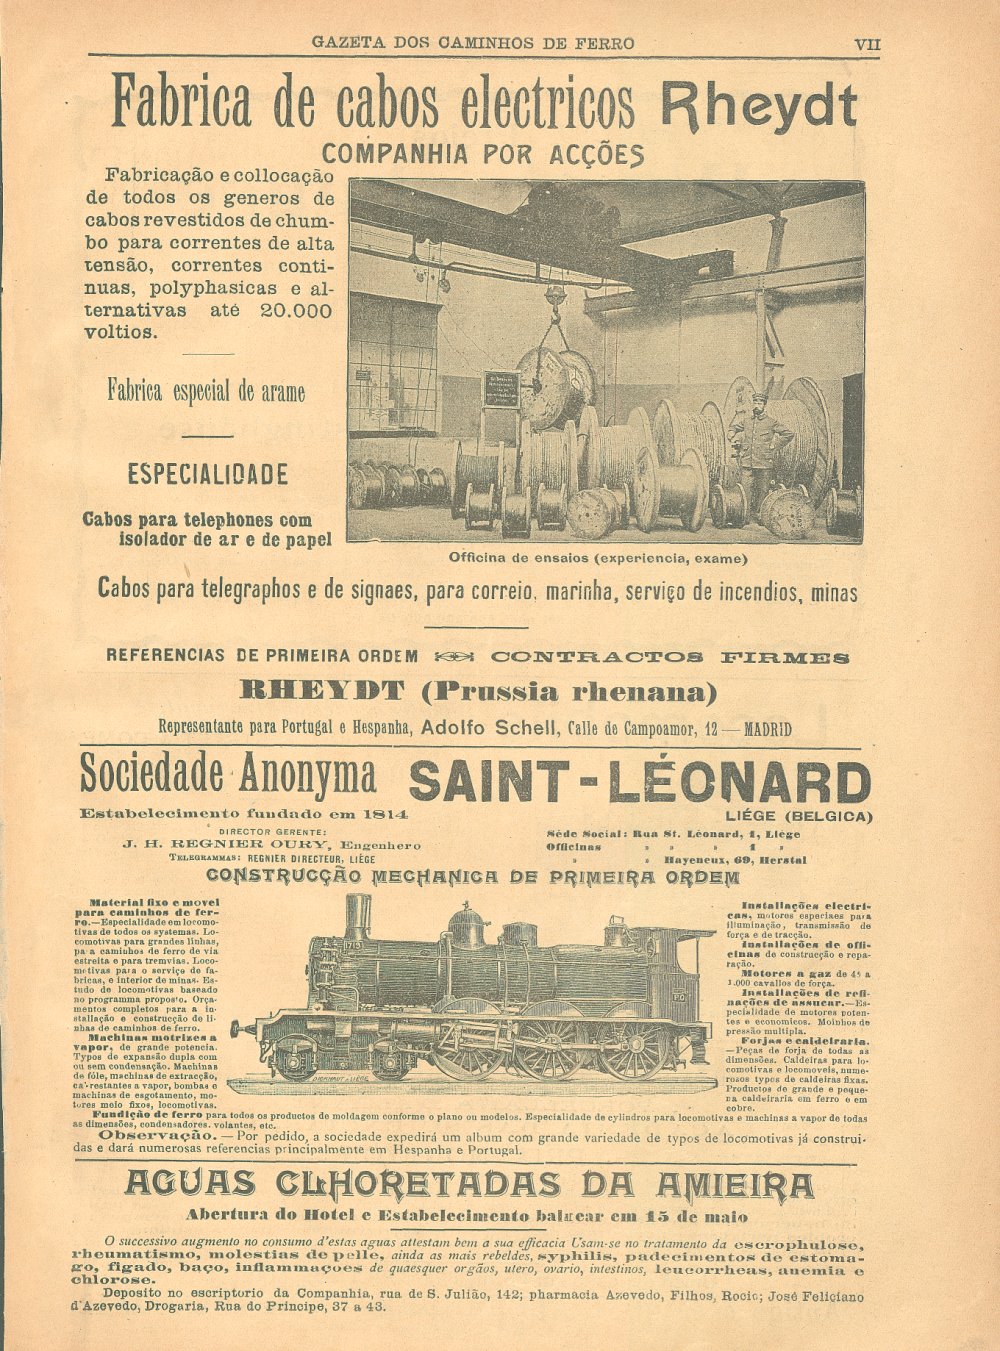 GAZETA DOS CAMINHOS DE FERRO
VII
Fabrica de cabos electricos Rheydt
COMPANHIA POR ACÇÕES
Fabricação e collocação
de todos os generos de
cabos revestidos de chum-
bo para correntes de alta
tensão, correntes conti-
nuas, polyphasicas e al-
ternativas até 20.000
voltios.
Fabrica especial de arame
ESPECIALIDADE
Cabos para telephones com
isolador de ar e de papel
Officina de ensaios (experiencia, exame)
Cabos para telegraphos e de signaes, para correio, marinha, serviço de incendios, minas
REFERENCIAS DE PRIMEIRA ORDEM CONTRACTOS FIRMES
RHEYDT (Prussia rhenana)
Representante para Portugal e Hespanha, Adolfo Schell, Calle de Campoamor, 12 — MADRID
Sociedade Anonyma SAINT-LÉONARD
Estabelecimento fundado em 1814
LIÉGE (BELGICA)
DIRECTOR GERENTE:
J. H. REGNIER OURY, Engenhero
TELEGRAMMAS: REGNIER DIRECTEUR, LIÉGE
Séde Social: Rua St. Léonard, 1, Liége
Officinas » » » 1 »
» » Hayeneux, 69, Herstal
CONSTRUCÇÃO MECHANICA DE PRIMEIRA ORDEM
Material fixo e movel
para caminhos de fer-
ro.—Especialidade em locomo-
tivas de todos os systemas. Lo-
comotivas para grandes linhas,
pa a caminhos de ferro de via
estreita e para tremvias. Loco-
motivas para o serviço de fa-
bricas, e interior de minas. Es-
tudo de locomotivas baseado
no programma proposto. Orça-
mentos completos para a in-
stallação e construcção de li-
nhas de caminhos de ferro.
Machinas motrizes a
vapor, de grande potencia.
Typos de expansão dupla com
ou sem condensação. Machinas
de fóle, machinas de extracção,
ca'restantes a vapor, bombas e
machinas de esgotamento, mo-
tores meio fixos, locomotivas.
1713
FO
Installações electri-
cas, motores especiaes para
illuminação, transmissão de
força e de tracção.
Installações de offi-
cinas de construcção e repa-
ração.
Motores a gaz de 4½ a
1.000 cavallos de força.
Installações de refi-
nações de assucar.—Es-
pecialidade de motores poten-
tes e economicos. Moinhos de
pressão multipla.
Forjas e caldeiraria.
—Peças de forja de todas as
dimensões. Caldeiras para lo-
comotivas e locomoveis, nume-
rosos typos de caldeiras fixas.
Productos de grande e peque-
na caldeiraria em ferro e em
cobre.
Fundição de ferro para todos os productos de moldagem conforme o plano ou modelos. Especialidade de cylindros para locomotivas e machinas a vapor de todas
as dimensões, condensadores, volantes, etc.
Observação.—Por pedido, a sociedade expedirá um album com grande variedade de typos de locomotivas já construi-
das e dará numerosas referencias principalmente em Hespanha e Portugal.
AGUAS CHLHORETADAS DA AMIEIRA
Abertura do Hotel e Estabelecimento balnear em 15 de maio
O successivo augmento no consumo d'estas aguas attestam bem a sua efficacia Usam-se no tratamento da escrophulose,
rheumatismo, molestias de pelle, ainda as mais rebeldes, syphilis, padecimentos de estoma-
go, figado, baço, inflammações de quaesquer orgãos, utero, ovario, intestinos, leucorrheas, anemia e
chlorose.
Deposito no escriptorio da Companhia, rua de S. Julião, 142; pharmacia Azevedo, Filhos, Rocio; José Feliciano
d'Azevedo, Drogaria, Rua do Principe, 37 a 43.